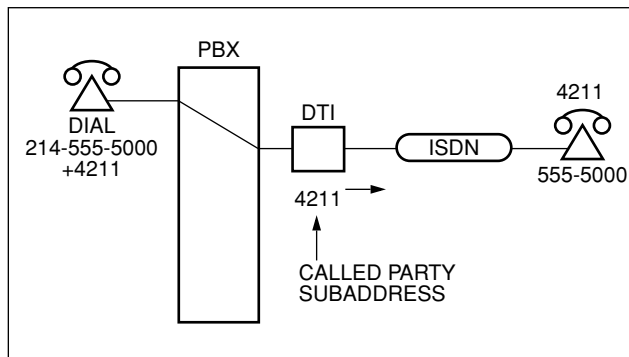 PBX
DIAL
214-555-5000
+4211
DTI
4211
CALLED PARTY
SUBADDRESS
ISDN
4211
555-5000